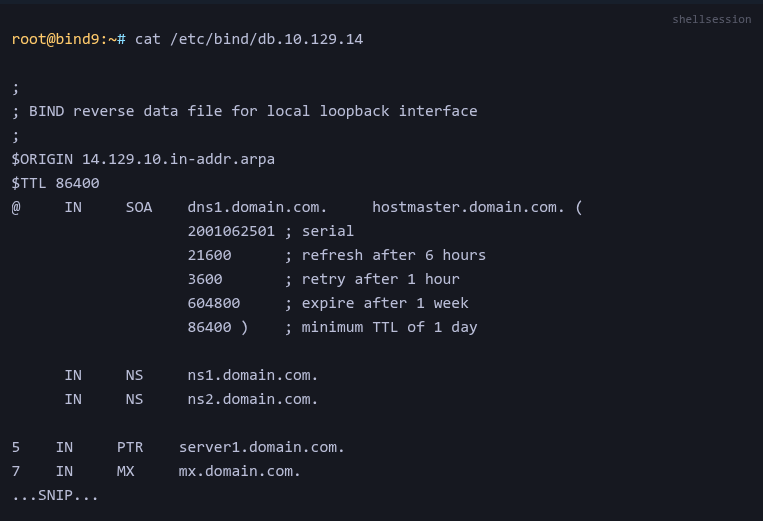 shellsession
root@bind9:~# cat /etc/bind/db.10.129.14
;
; BIND reverse data file for local loopback interface
;
$ORIGIN 14.129.10.in-addr.arpa
$TTL 86400
@     IN     SOA    dns1.domain.com.     hostmaster.domain.com. (
                    2001062501 ; serial
                    21600      ; refresh after 6 hours
                    3600       ; retry after 1 hour
                    604800     ; expire after 1 week
                    86400 )    ; minimum TTL of 1 day
      IN     NS     ns1.domain.com.
      IN     NS     ns2.domain.com.
5    IN     PTR    server1.domain.com.
7    IN     MX     mx.domain.com.
...SNIP...